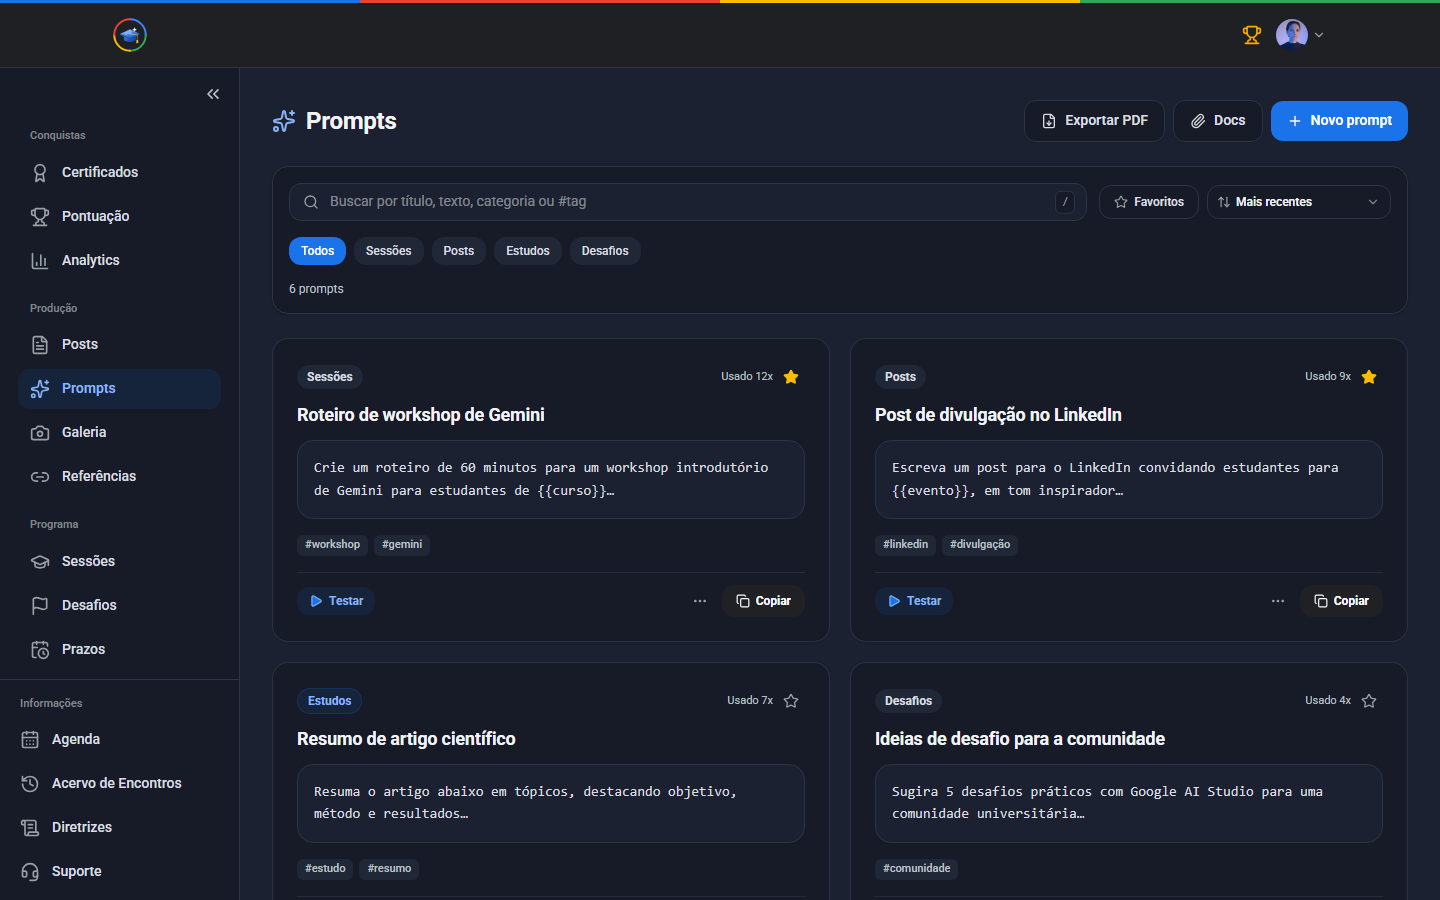 Conquistas
Certificados
Pontuação
Analytics
Produção
Posts
Prompts
Galeria
Referências
Programa
Sessões
Desafios
Prazos
Informações
Agenda
Acervo de Encontros
Diretrizes
Suporte
Prompts
Exportar PDF
Docs
Novo prompt
Buscar por título, texto, categoria ou #tag
/
Favoritos
Mais recentes
Todos
Sessões
Posts
Estudos
Desafios
6 prompts
Sessões
Usado 12x
Roteiro de workshop de Gemini
Crie um roteiro de 60 minutos para um workshop introdutório
de Gemini para estudantes de {{curso}}…
#workshop
#gemini
Testar
Copiar
Posts
Usado 9x
Post de divulgação no LinkedIn
Escreva um post para o LinkedIn convidando estudantes para
{{evento}}, em tom inspirador…
#linkedin
#divulgação
Testar
Copiar
Estudos
Usado 7x
Resumo de artigo científico
Resuma o artigo abaixo em tópicos, destacando objetivo,
método e resultados…
#estudo
#resumo
Desafios
Usado 4x
Ideias de desafio para a comunidade
Sugira 5 desafios práticos com Google AI Studio para uma
comunidade universitária…
#comunidade